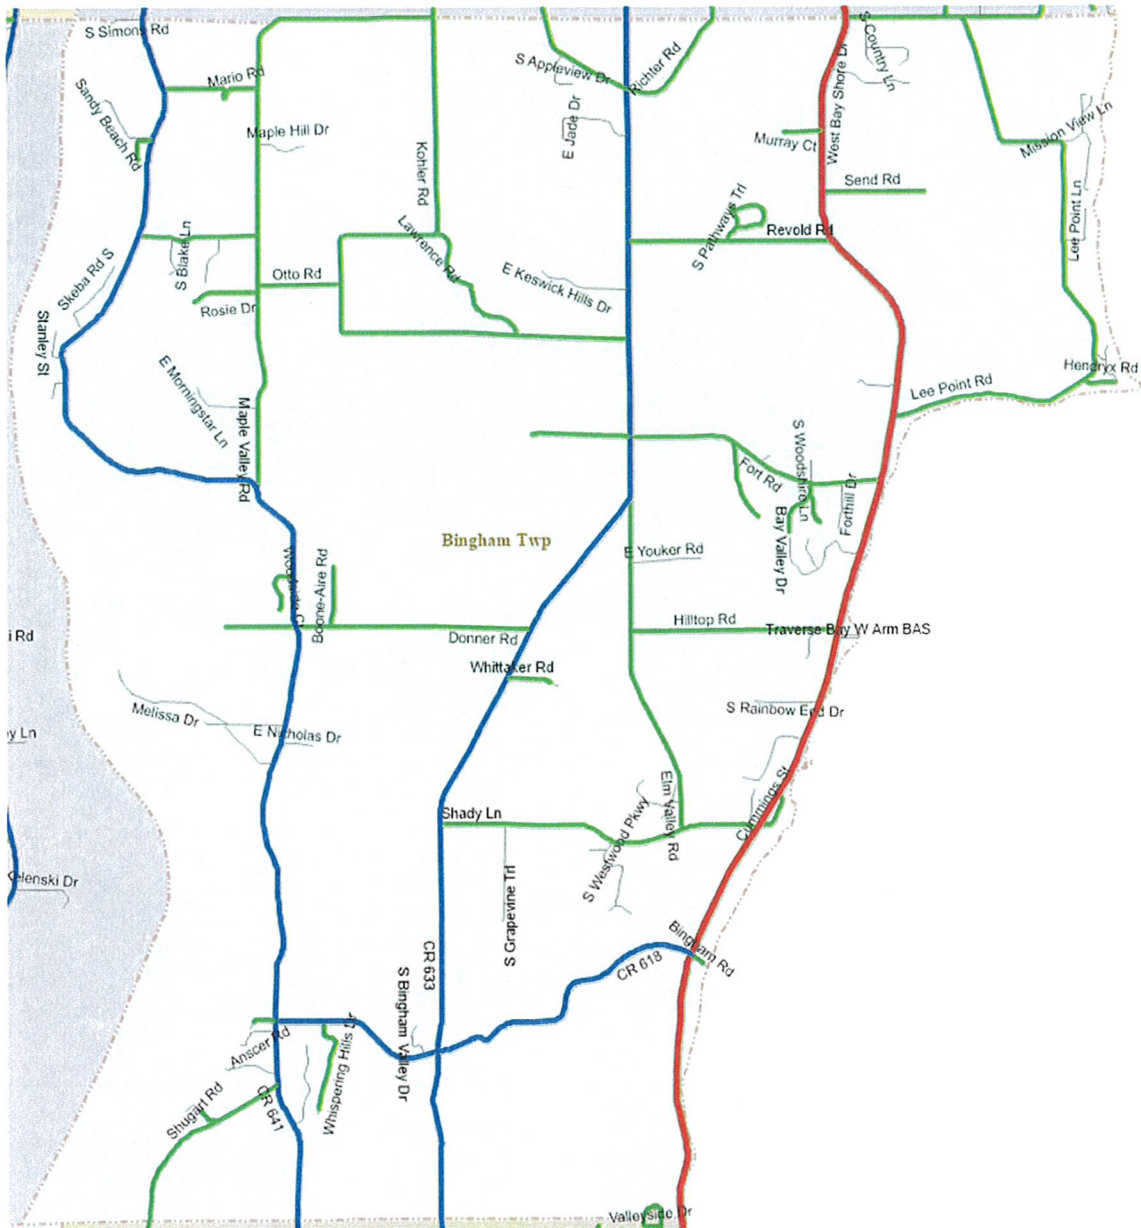 S Simons Rd
S Country Ln
Mario Rd
S Appleview Dr
Richter Rd
West Bay Shore Dr
Sandy Beach Rd
Maple Hill Dr
E Jade Dr
Murray Ct
Mission View Ln
Kohler Rd
Send Rd
Lee Point Ln
S Pathways Trl
Revold Rd
S Blake Ln
Lawrence Rd
Skeba Rd S
Otto Rd
E Keswick Hills Dr
Rosie Dr
Stanley St
E Morningstar Ln
Hendryx Rd
Lee Point Rd
Maple Valley Rd
Fort Rd
S Woodshire Ln
Forthill Dr
Bingham Twp
Bay Valley Dr
E Youker Rd
Boone-Aire Rd
i Rd
Donner Rd
Hilltop Rd
Traverse Bay W Arm BAS
Whittaker Rd
Melissa Dr
S Rainbow End Dr
y Ln
E Nicholas Dr
Shady Ln
Elm Valley Rd
Cummings St
S Westwood Pkwy
elenski Dr
S Grapevine Trl
CR 633
CR 618
Bingham Rd
S Bingham Valley Dr
Anscer Rd
Whispering Hills Dr
Shugart Rd
CR 641
Valleyside Dr